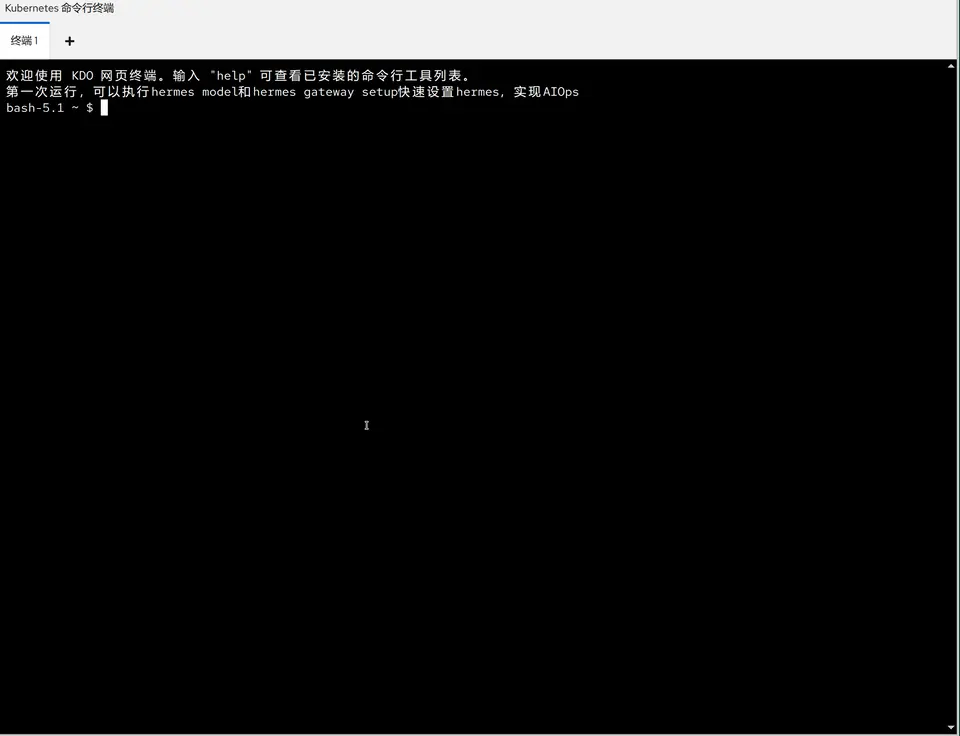 Kubernetes 命令行终端
终端 1 +
欢迎使用 KDO 网页终端。输入 "help" 可查看已安装的命令行工具列表。
第一次运行, 可以执行hermes model和hermes gateway setup快速设置hermes, 实现AIOps
bash-5.1 ~ $